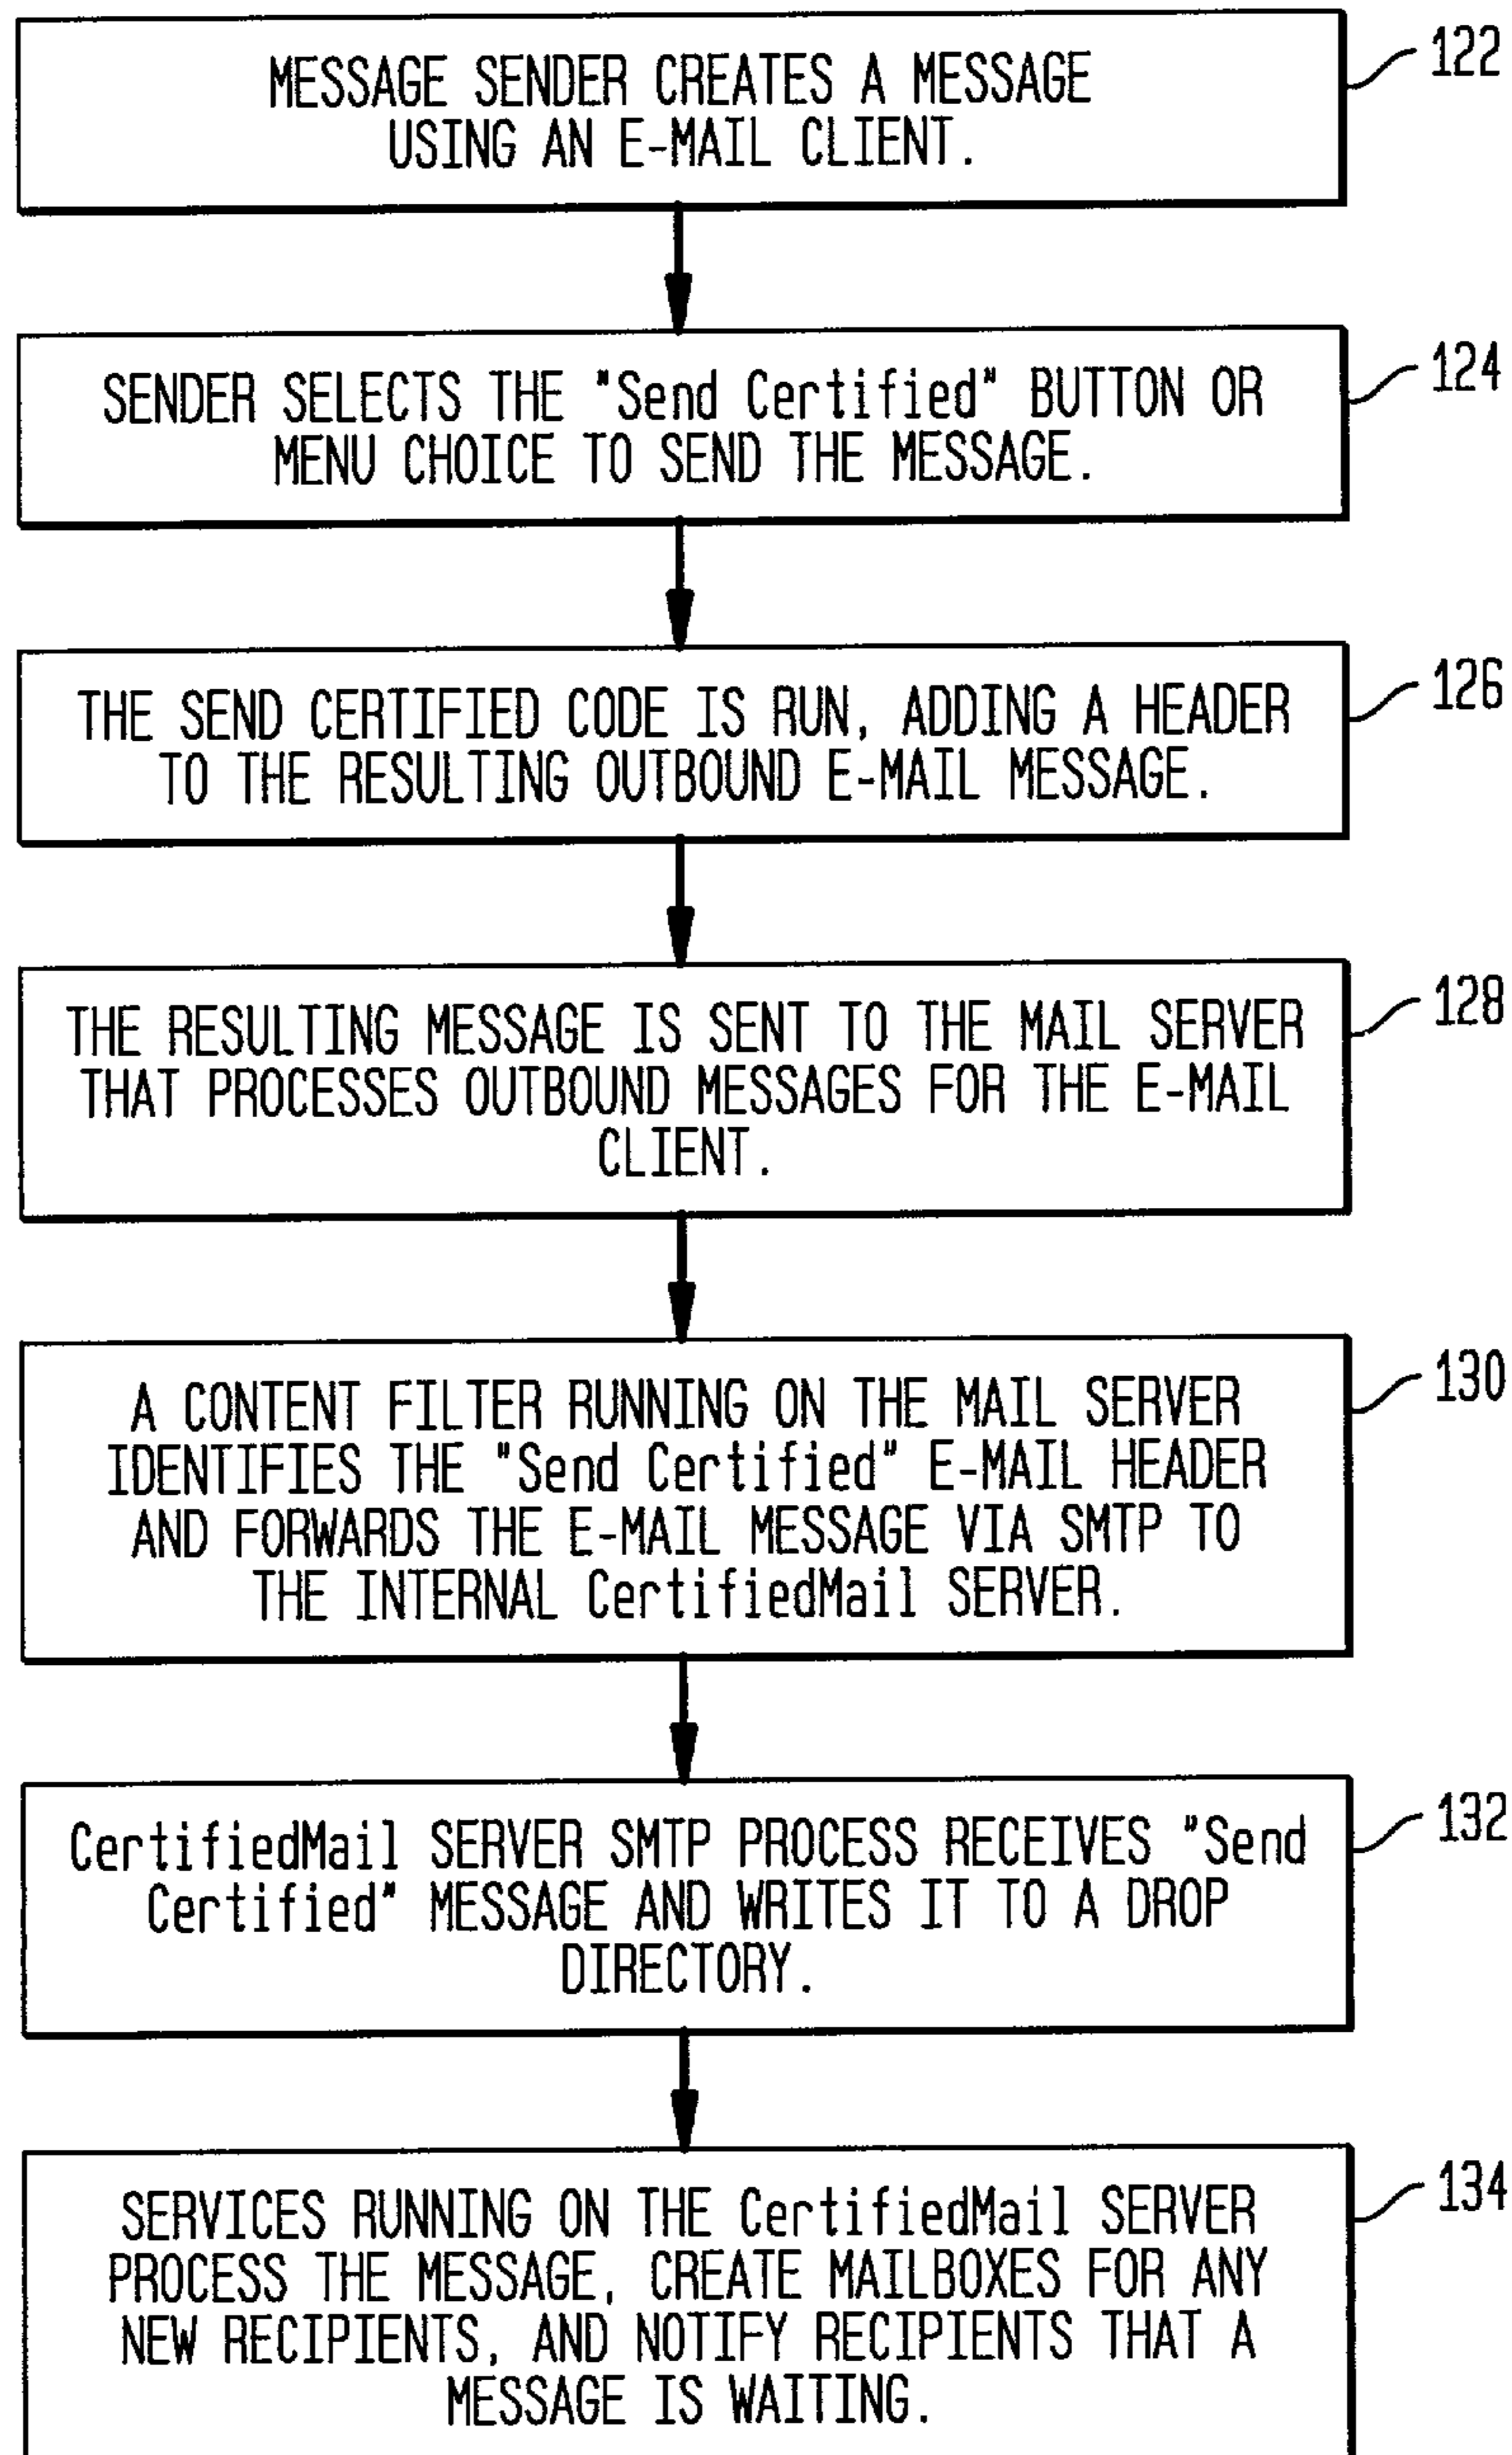 MESSAGE SENDER CREATES A MESSAGE
USING AN E-MAIL CLIENT.
122
SENDER SELECTS THE "Send Certified" BUTTON OR
MENU CHOICE TO SEND THE MESSAGE.
124
THE SEND CERTIFIED CODE IS RUN, ADDING A HEADER
TO THE RESULTING OUTBOUND E-MAIL MESSAGE.
126
THE RESULTING MESSAGE IS SENT TO THE MAIL SERVER
THAT PROCESSES OUTBOUND MESSAGES FOR THE E-MAIL
CLIENT.
128
A CONTENT FILTER RUNNING ON THE MAIL SERVER
IDENTIFIES THE "Send Certified" E-MAIL HEADER
AND FORWARDS THE E-MAIL MESSAGE VIA SMTP TO
THE INTERNAL CertifiedMail SERVER.
130
CertifiedMail SERVER SMTP PROCESS RECEIVES "Send
Certified" MESSAGE AND WRITES IT TO A DROP
DIRECTORY.
132
SERVICES RUNNING ON THE CertifiedMail SERVER
PROCESS THE MESSAGE, CREATE MAILBOXES FOR ANY
NEW RECIPIENTS, AND NOTIFY RECIPIENTS THAT A
MESSAGE IS WAITING.
134